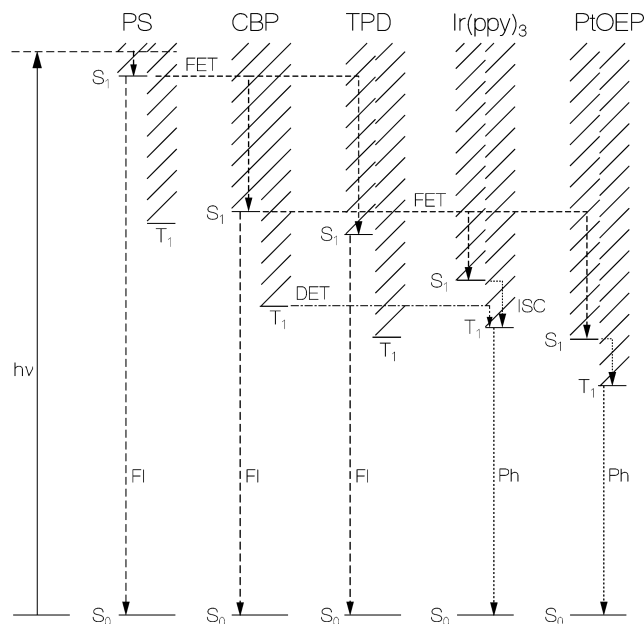 PS CBP TPD Ir(ppy)₃ PtOEP
S₁ FET
S₁ FET
T₁ S₁
S₁
DET ISC
T₁ T₁
T₁ S₁
hν T₁
Fl Fl Fl Ph Ph
S₀ S₀ S₀ S₀ S₀